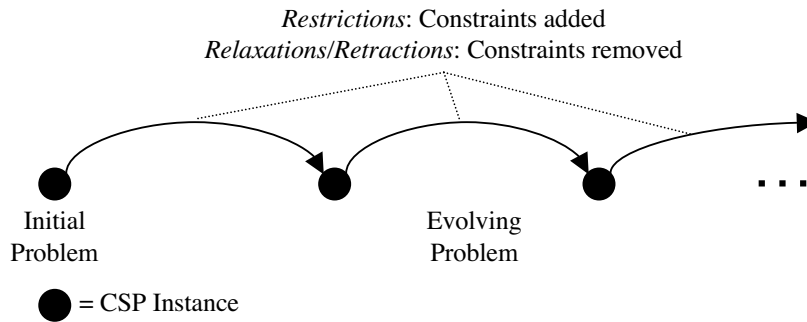 Restrictions: Constraints added
Relaxations/Retractions: Constraints removed
Initial
Problem
Evolving
Problem
= CSP Instance